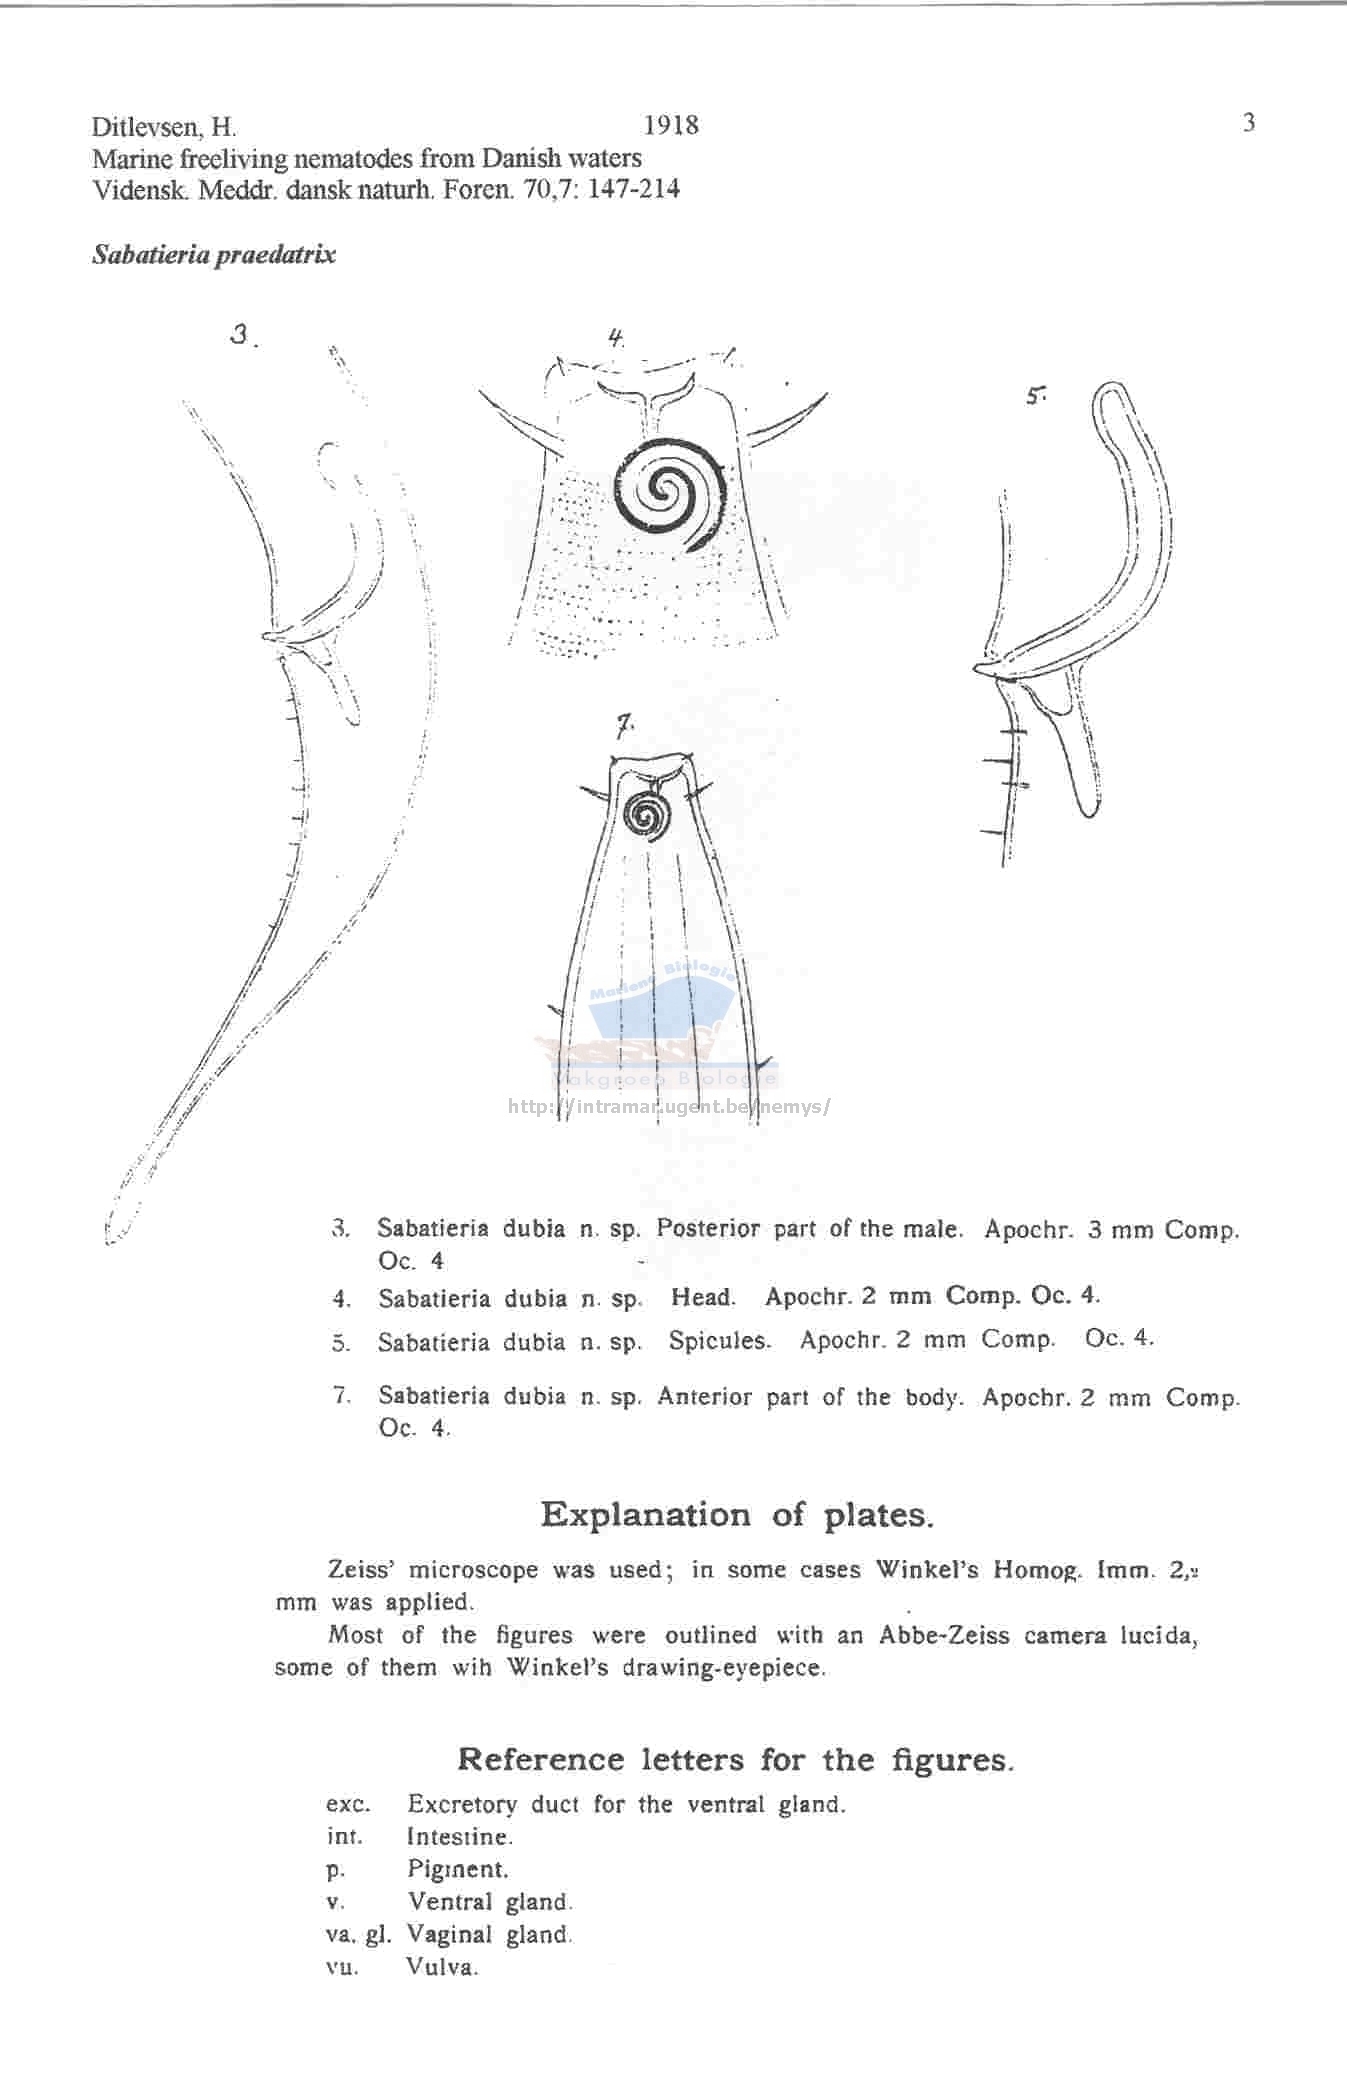 Ditlevsen, H. 1918 3
Marine freeliving nematodes from Danish waters
Vidensk. Meddr. dansk naturh. Foren. 70,7: 147-214
Sabatieria praedatrix
3.
4.
5.
7.
Mariene Biologie
Vakgroep Biologie
http://intramar.ugent.be/nemys/
3. Sabatieria dubia n. sp. Posterior part of the male. Apochr. 3 mm Comp.
Oc. 4
4. Sabatieria dubia n. sp. Head. Apochr. 2 mm Comp. Oc. 4.
5. Sabatieria dubia n. sp. Spicules. Apochr. 2 mm Comp. Oc. 4.
7. Sabatieria dubia n. sp. Anterior part of the body. Apochr. 2 mm Comp.
Oc. 4.
Explanation of plates.
Zeiss' microscope was used; in some cases Winkel's Homog. Imm.
mm was applied.
Most of the figures were outlined with an Abbe-Zeiss camera lucida,
some of them wih Winkel's drawing-eyepiece.
Reference letters for the figures.
exc. Excretory duct for the ventral gland.
int. Intestine.
p. Pigment.
v. Ventral gland.
va. gl. Vaginal gland.
vu. Vulva.